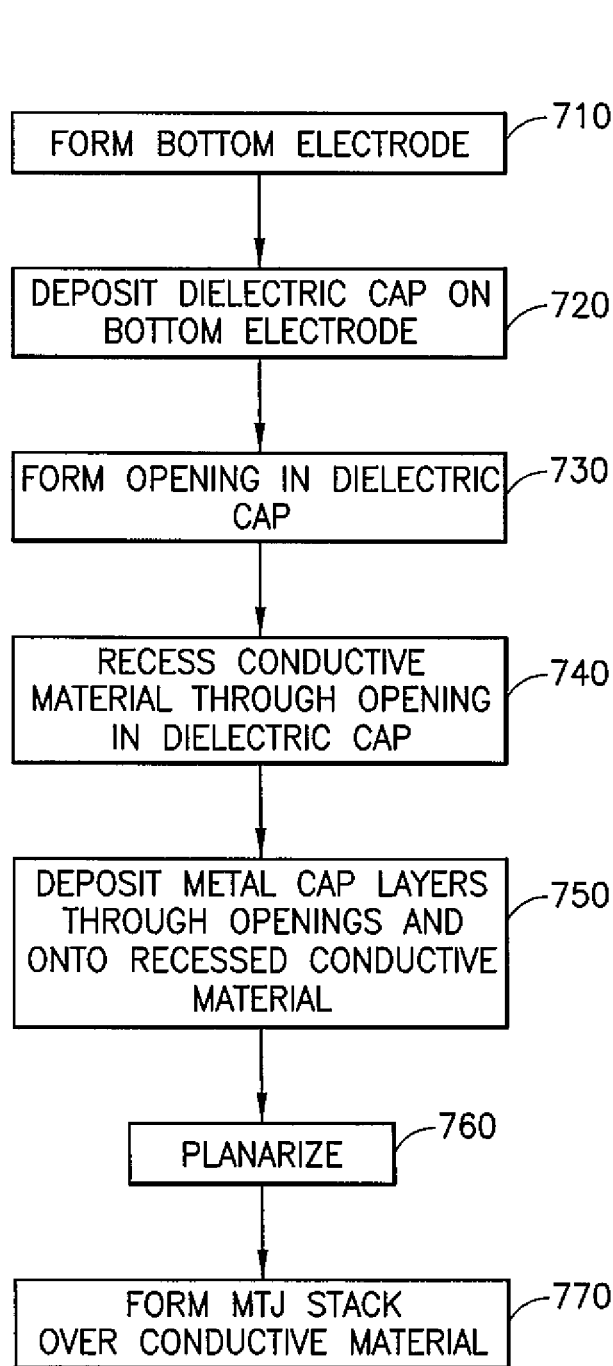 FORM BOTTOM ELECTRODE
710
DEPOSIT DIELECTRIC CAP ON
BOTTOM ELECTRODE
720
FORM OPENING IN DIELECTRIC
CAP
730
RECESS CONDUCTIVE
MATERIAL THROUGH OPENING
IN DIELECTRIC CAP
740
DEPOSIT METAL CAP LAYERS
THROUGH OPENINGS AND
ONTO RECESSED CONDUCTIVE
MATERIAL
750
PLANARIZE
760
FORM MTJ STACK
OVER CONDUCTIVE MATERIAL
770